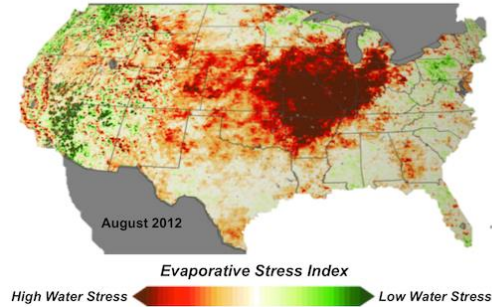 August 2012
Evaporative Stress Index
High Water Stress
Low Water Stress